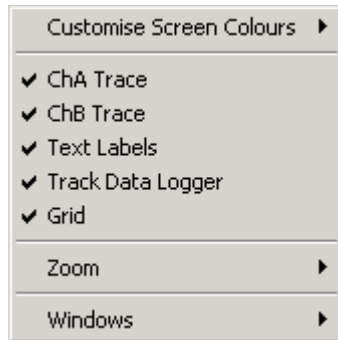 Customise Screen Colours
ChA Trace
ChB Trace
Text Labels
Track Data Logger
Grid
Zoom
Windows